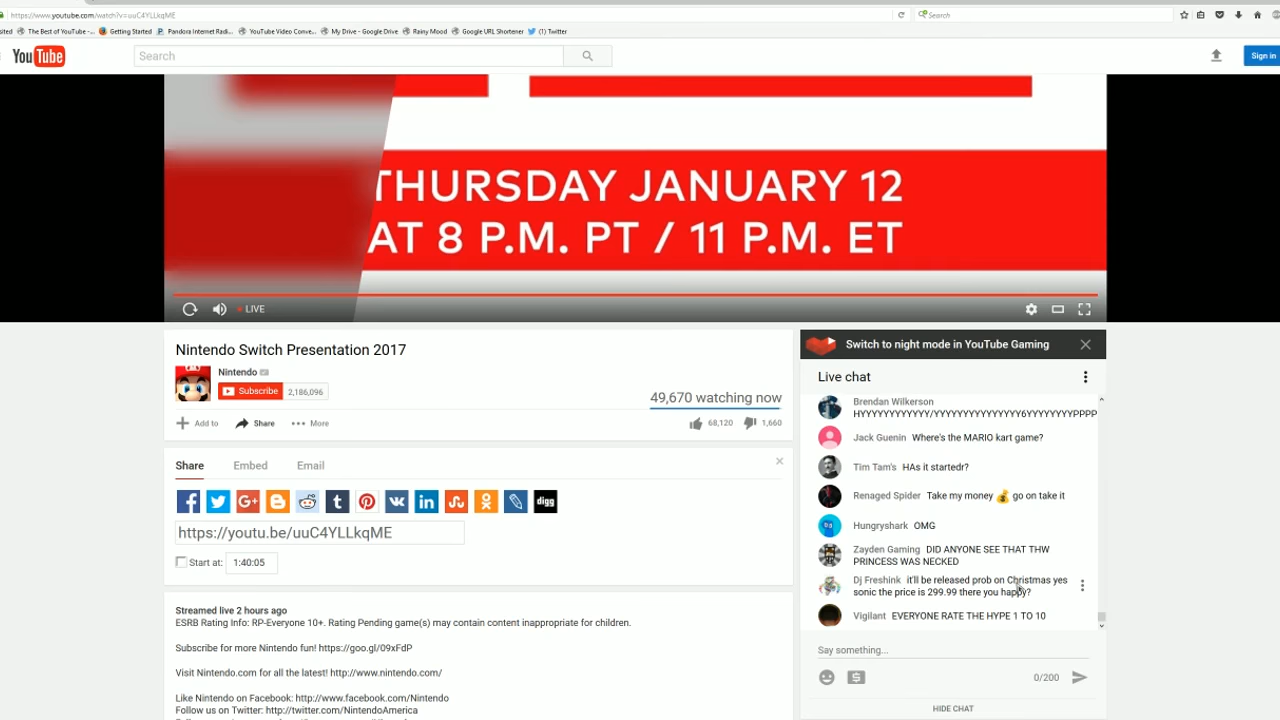 https://www.youtube.com/watch?v=uuC4YLLkqME
Search
sited
The Best of YouTube -...
Getting Started
Pandora Internet Radi...
YouTube Video Conve...
My Drive - Google Drive
Rainy Mood
Google URL Shortener
(1) Twitter
YouTube
Search
Sign in
THURSDAY JANUARY 12
AT 8 P.M. PT / 11 P.M. ET
LIVE
Nintendo Switch Presentation 2017
Nintendo
Subscribe 2,186,096
49,670 watching now
Add to Share More
68,120 1,660
Share Embed Email
digg
https://youtu.be/uuC4YLLkqME
Start at: 1:40:05
Streamed live 2 hours ago
ESRB Rating Info: RP-Everyone 10+. Rating Pending game(s) may contain content inappropriate for children.
Subscribe for more Nintendo fun! https://goo.gl/09xFdP
Visit Nintendo.com for all the latest! http://www.nintendo.com/
Like Nintendo on Facebook: http://www.facebook.com/Nintendo
Follow us on Twitter: http://twitter.com/NintendoAmerica
Switch to night mode in YouTube Gaming
Live chat
Brendan Wilkerson
HYYYYYYYYYYY/YYYYYYYYYYYYYYY6YYYYYYYPPPP
Jack Guenin Where's the MARIO kart game?
Tim Tam's HAs it startedr?
Renaged Spider Take my money 💰 go on take it
Hungryshark OMG
Zayden Gaming DID ANYONE SEE THAT THW
PRINCESS WAS NECKED
Dj Freshink it'll be released prob on Christmas yes
sonic the price is 299.99 there you happy?
Vigilant EVERYONE RATE THE HYPE 1 TO 10
Say something...
0/200
HIDE CHAT